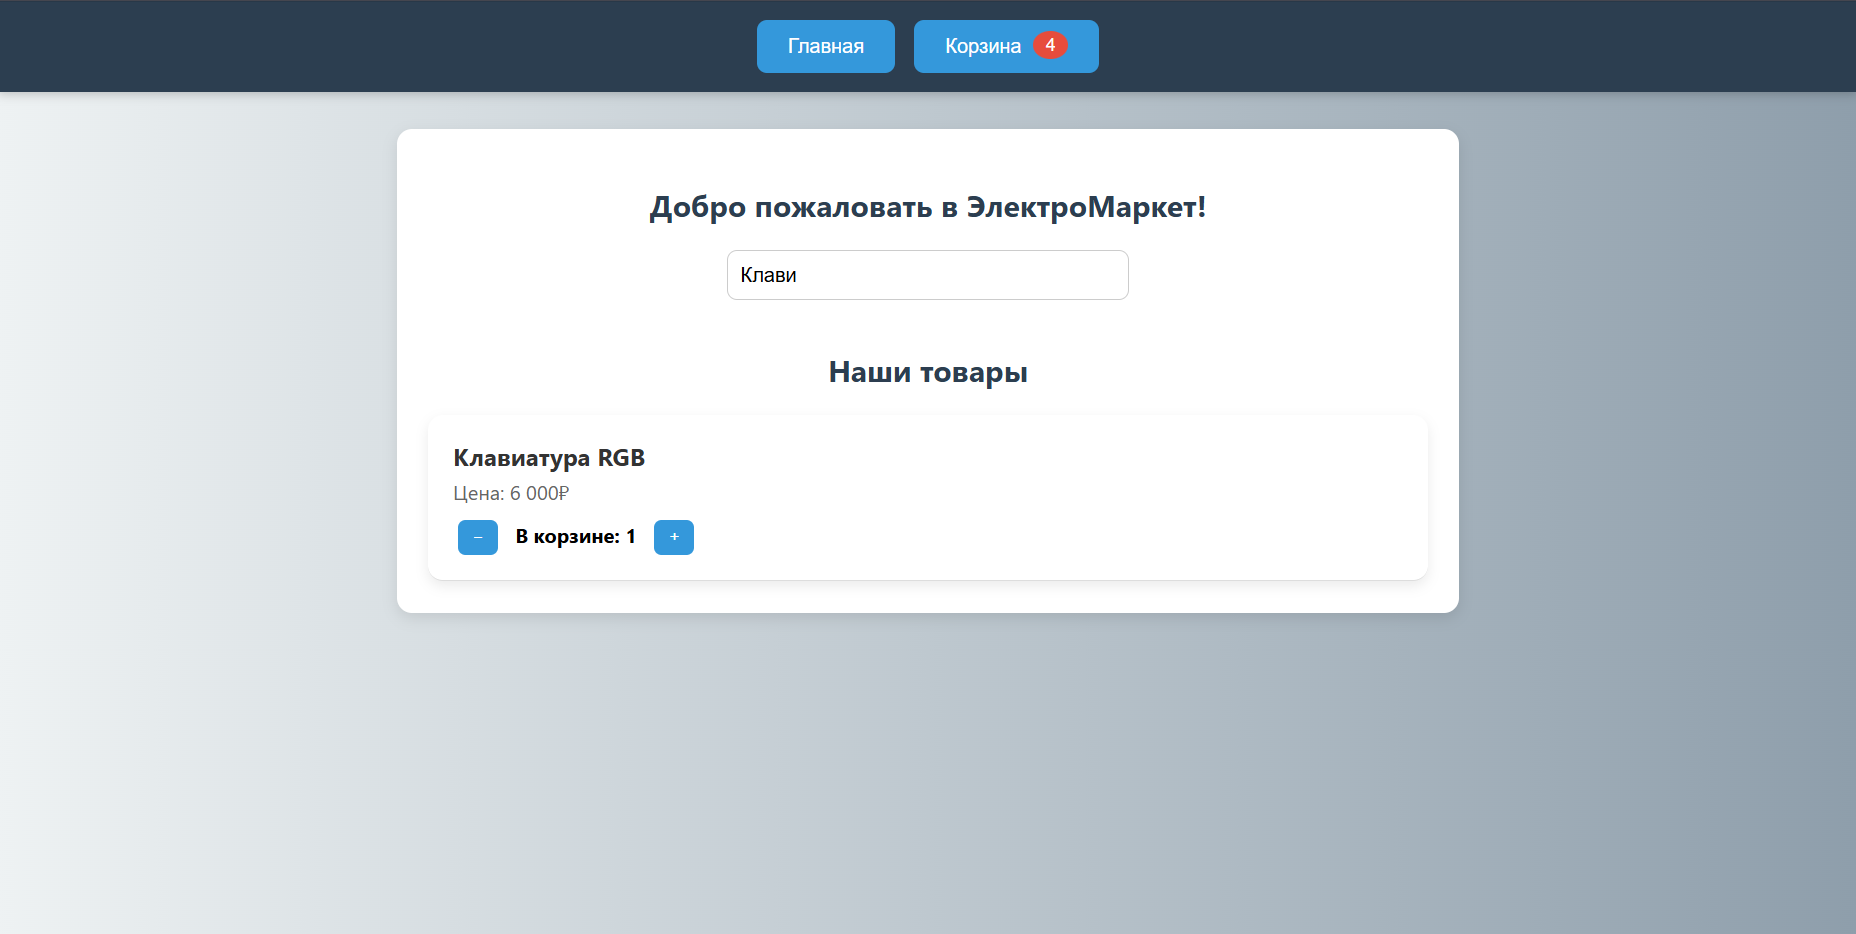 Главная
Корзина 4
Добро пожаловать в ЭлектроМаркет!
Клави
Наши товары
Клавиатура RGB
Цена: 6 000₽
− В корзине: 1 +